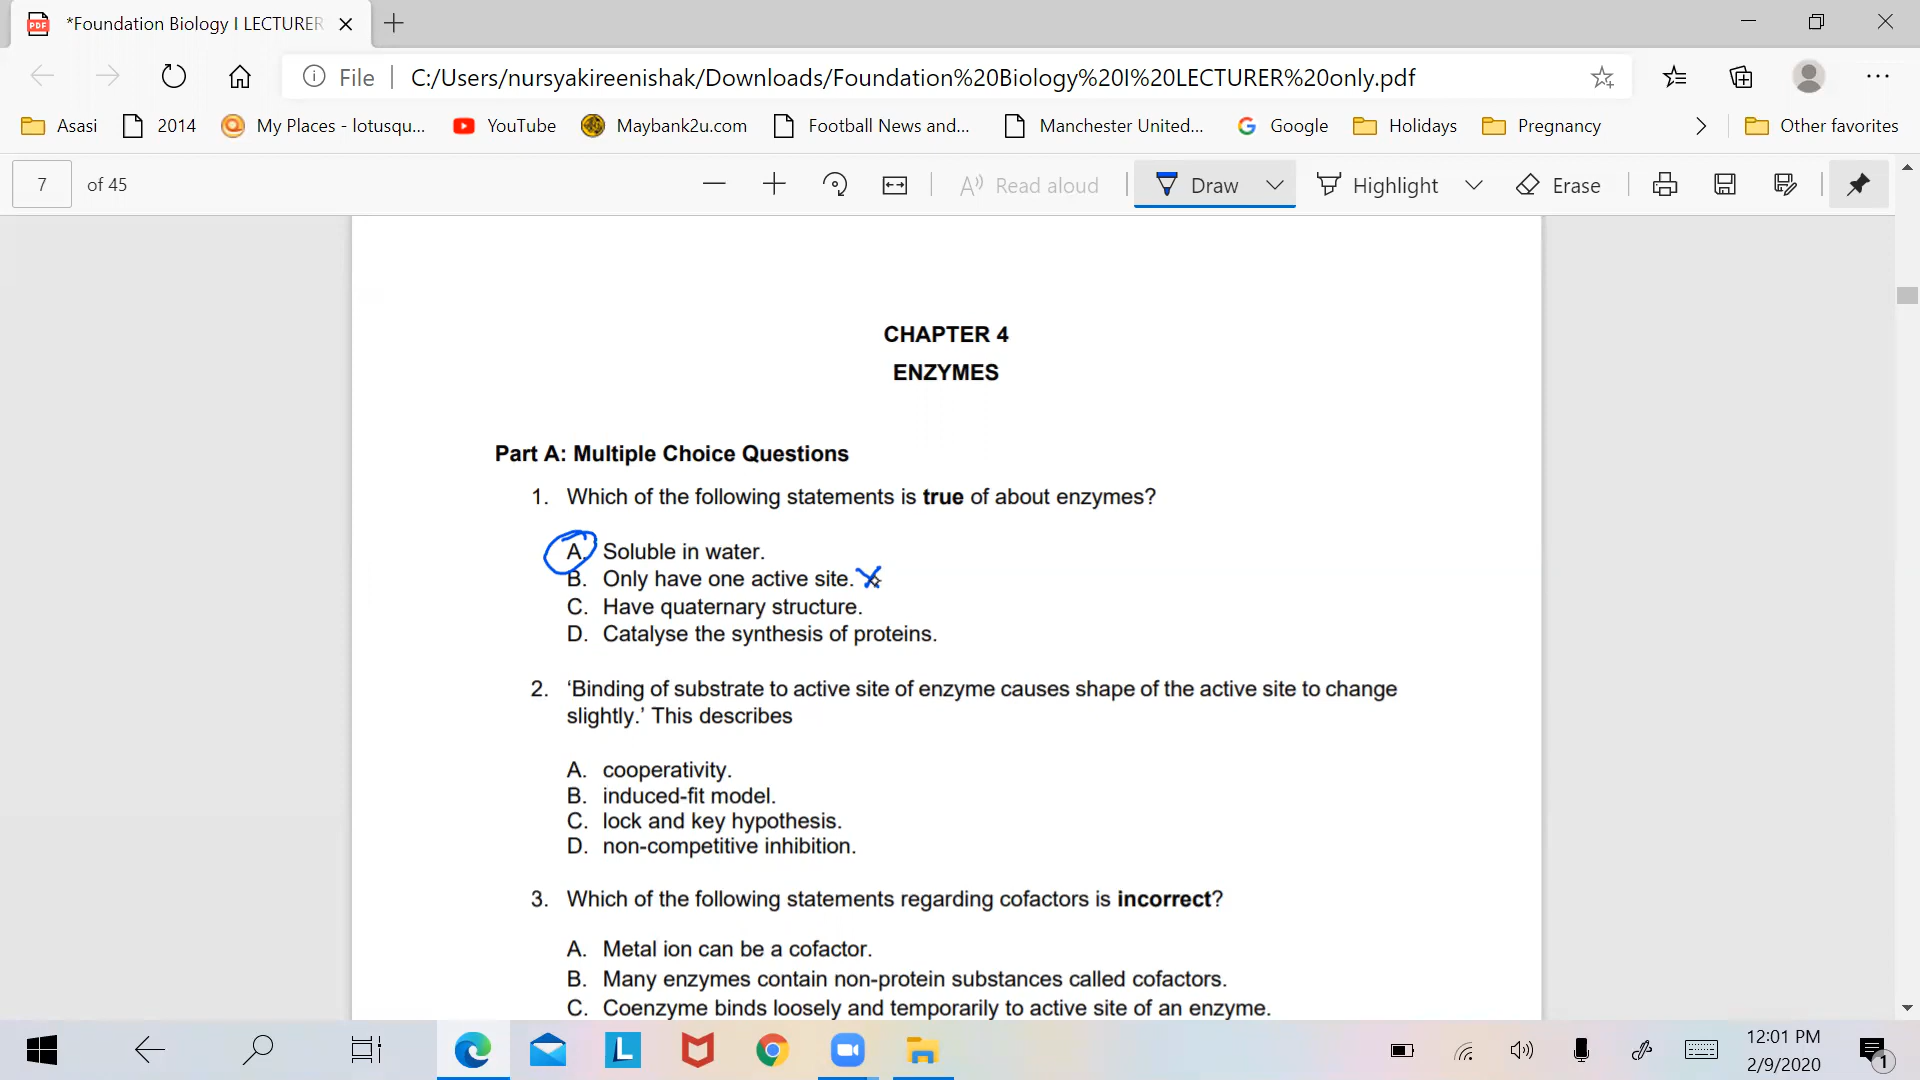 *Foundation Biology I LECTURER
File
C:/Users/nursyakireenishak/Downloads/Foundation%20Biology%20I%20LECTURER%20only.pdf
Asasi
2014
My Places - lotusqu...
YouTube
Maybank2u.com
Football News and...
Manchester United...
Google
Holidays
Pregnancy
Other favorites
7 of 45
Read aloud
Draw
Highlight
Erase
CHAPTER 4
ENZYMES
Part A: Multiple Choice Questions
1. Which of the following statements is true of about enzymes?
A. Soluble in water.
B. Only have one active site.
C. Have quaternary structure.
D. Catalyse the synthesis of proteins.
2. ‘Binding of substrate to active site of enzyme causes shape of the active site to change
slightly.’ This describes
A. cooperativity.
B. induced-fit model.
C. lock and key hypothesis.
D. non-competitive inhibition.
3. Which of the following statements regarding cofactors is incorrect?
A. Metal ion can be a cofactor.
B. Many enzymes contain non-protein substances called cofactors.
C. Coenzyme binds loosely and temporarily to active site of an enzyme.
12:01 PM
2/9/2020
1